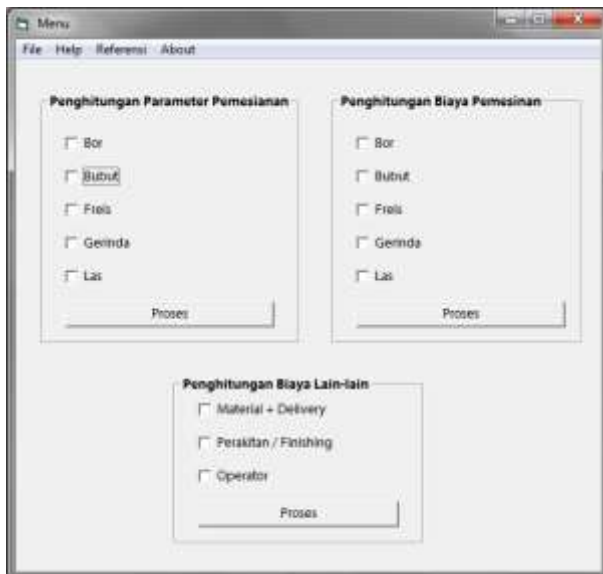 Menu
File Help Referensi About
Penghitungan Parameter Pemesianan
Bor
Bubut
Freis
Gerinda
Las
Proses
Penghitungan Biaya Pemesinan
Bor
Bubut
Freis
Gerinda
Las
Proses
Penghitungan Biaya Lain-lain
Material + Delivery
Perakitan / Finishing
Operator
Proses